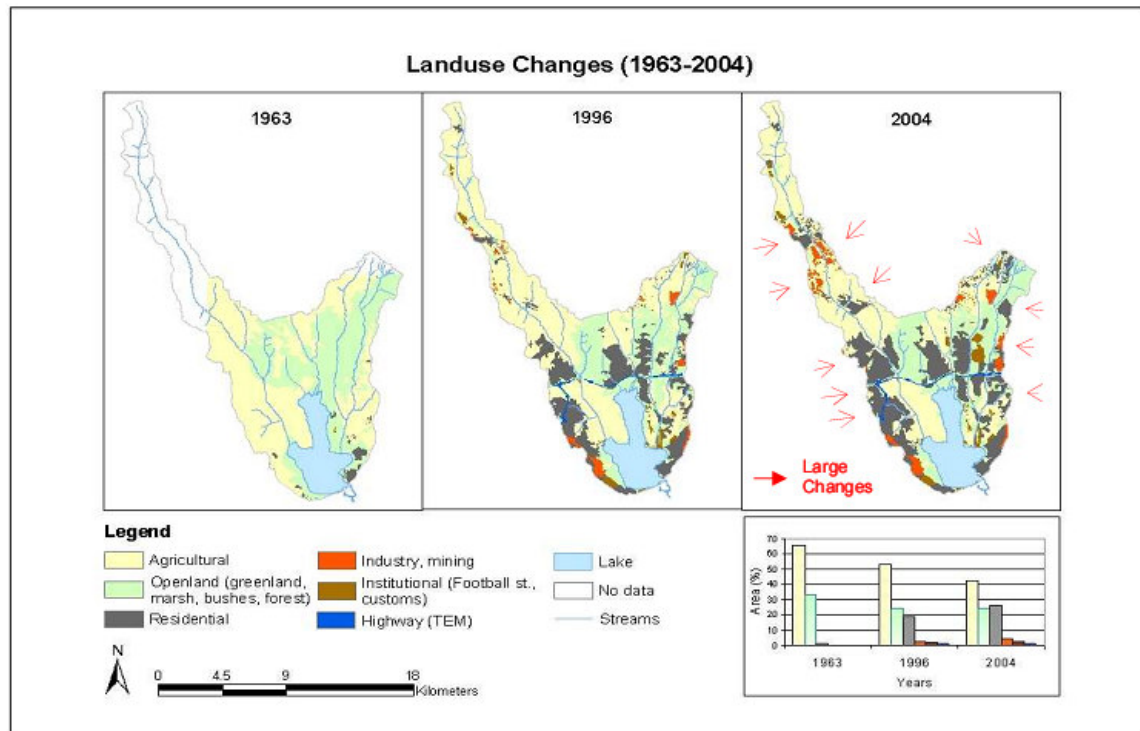 Landuse Changes (1963-2004)
1963
1996
2004
Large
Changes
Legend
Agricultural
Openland (greenland,
marsh, bushes, forest)
Residential
Industry, mining
Institutional (Football st.,
customs)
Highway (TEM)
Lake
No data
Streams
N
0 4.5 9 18
Kilometers
Area (%)
70
60
50
40
30
20
10
0
1963 1996 2004
Years